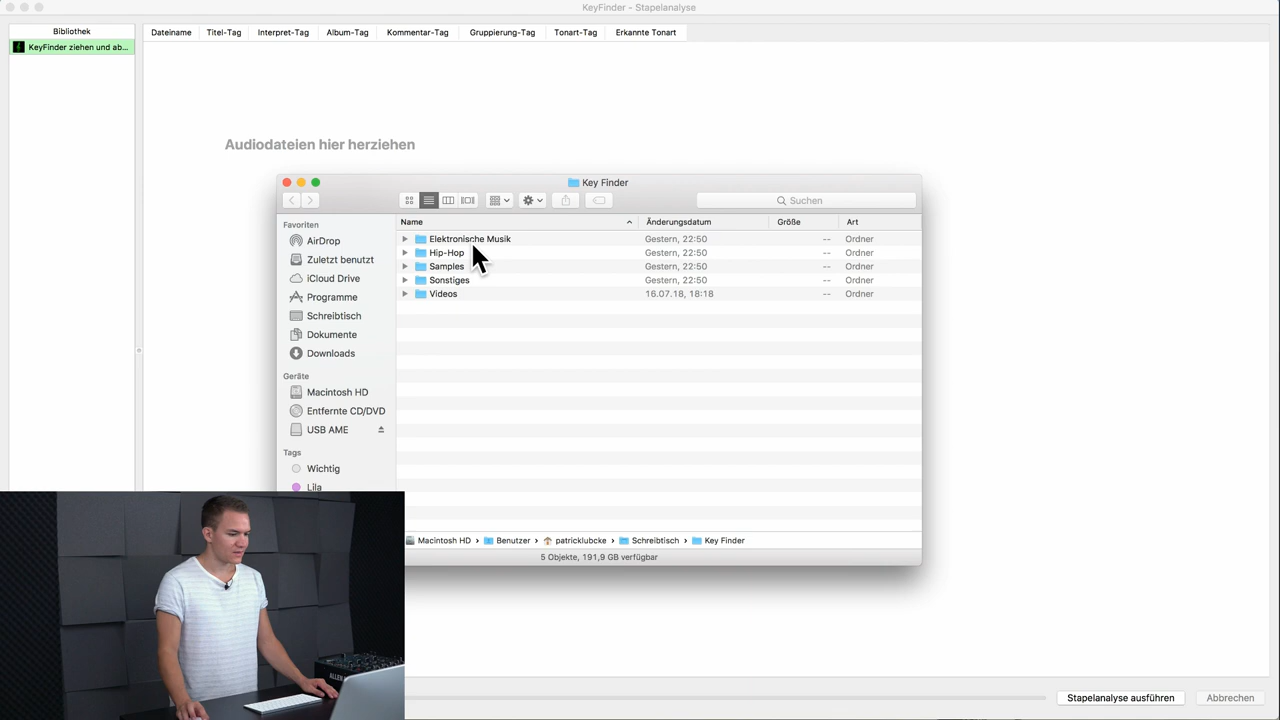 KeyFinder - Stapelanalyse
Bibliothek
KeyFinder ziehen und ab...
Dateiname Titel-Tag Interpret-Tag Album-Tag Kommentar-Tag Gruppierung-Tag Tonart-Tag Erkannte Tonart
Audiodateien hier herziehen
Key Finder
Suchen
Favoriten
AirDrop
Zuletzt benutzt
iCloud Drive
Programme
Schreibtisch
Dokumente
Downloads
Geräte
Macintosh HD
Entfernte CD/DVD
USB AME
Tags
Wichtig
Lila
Name Änderungsdatum Größe Art
Elektronische Musik Gestern, 22:50 -- Ordner
Hip-Hop Gestern, 22:50 -- Ordner
Samples Gestern, 22:50 -- Ordner
Sonstiges Gestern, 22:50 -- Ordner
Videos 16.07.18, 18:18 -- Ordner
Macintosh HD › Benutzer › patricklubcke › Schreibtisch › Key Finder
5 Objekte, 191,9 GB verfügbar
ALLEN
Stapelanalyse ausführen
Abbrechen